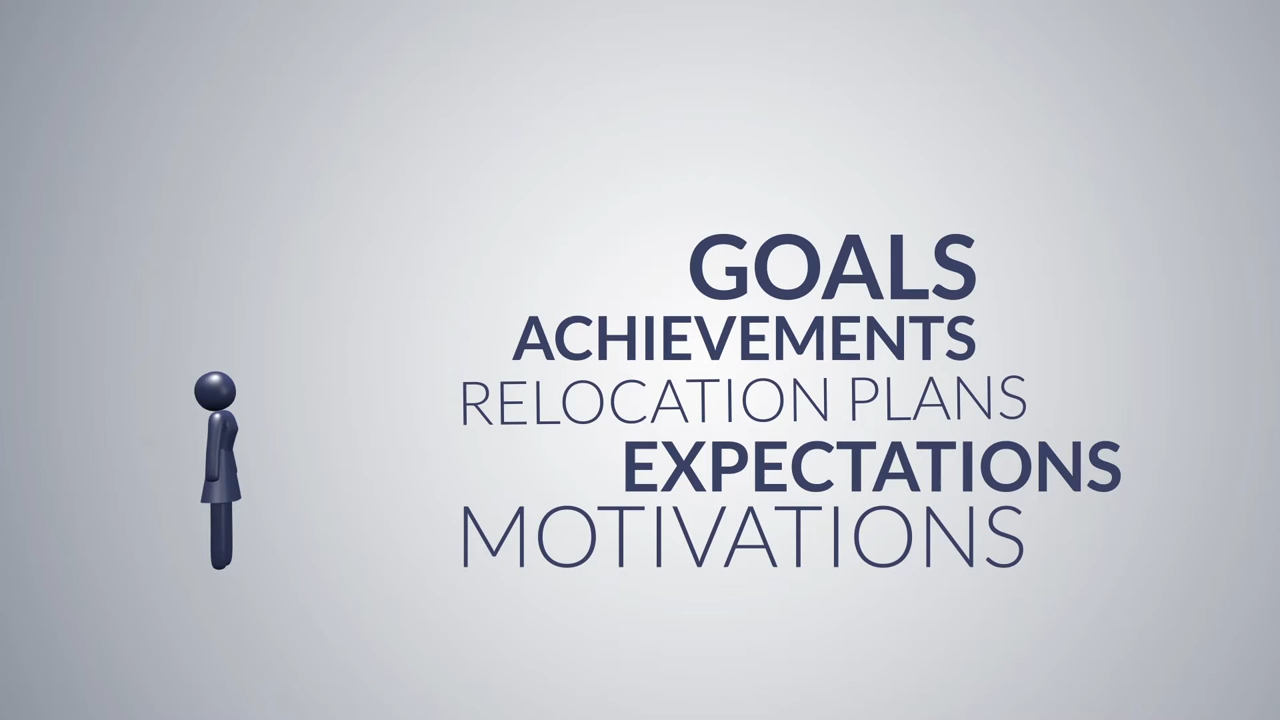 GOALS
ACHIEVEMENTS
RELOCATION PLANS
EXPECTATIONS
MOTIVATIONS